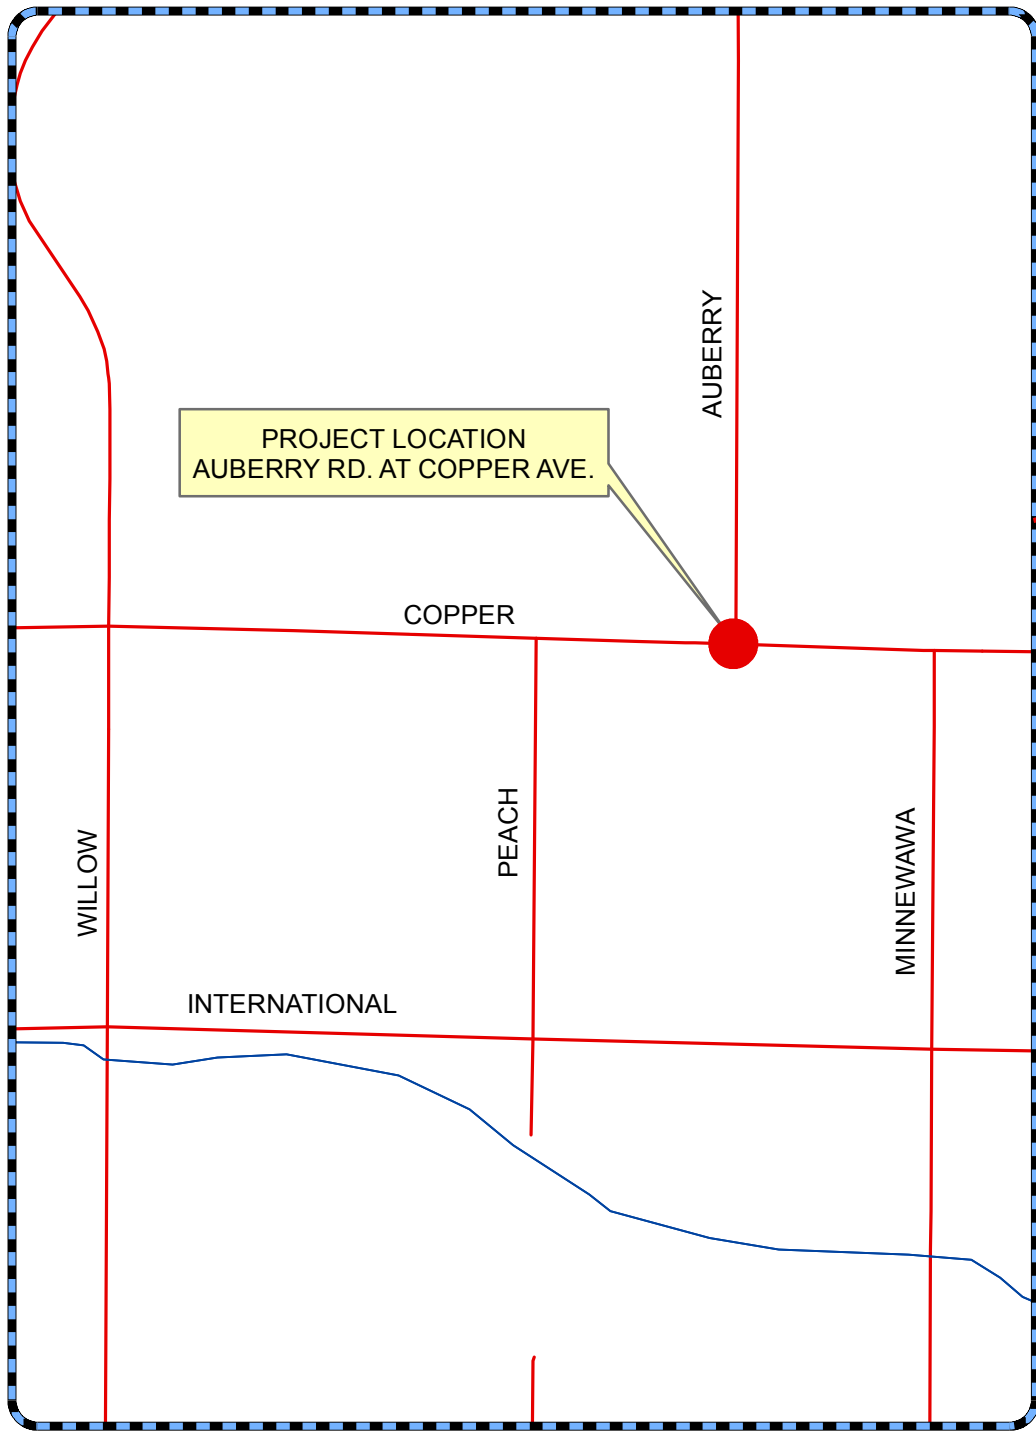 AUBERRY
PROJECT LOCATION
AUBERRY RD. AT COPPER AVE.
COPPER
PEACH
MINNEWAWA
WILLOW
INTERNATIONAL